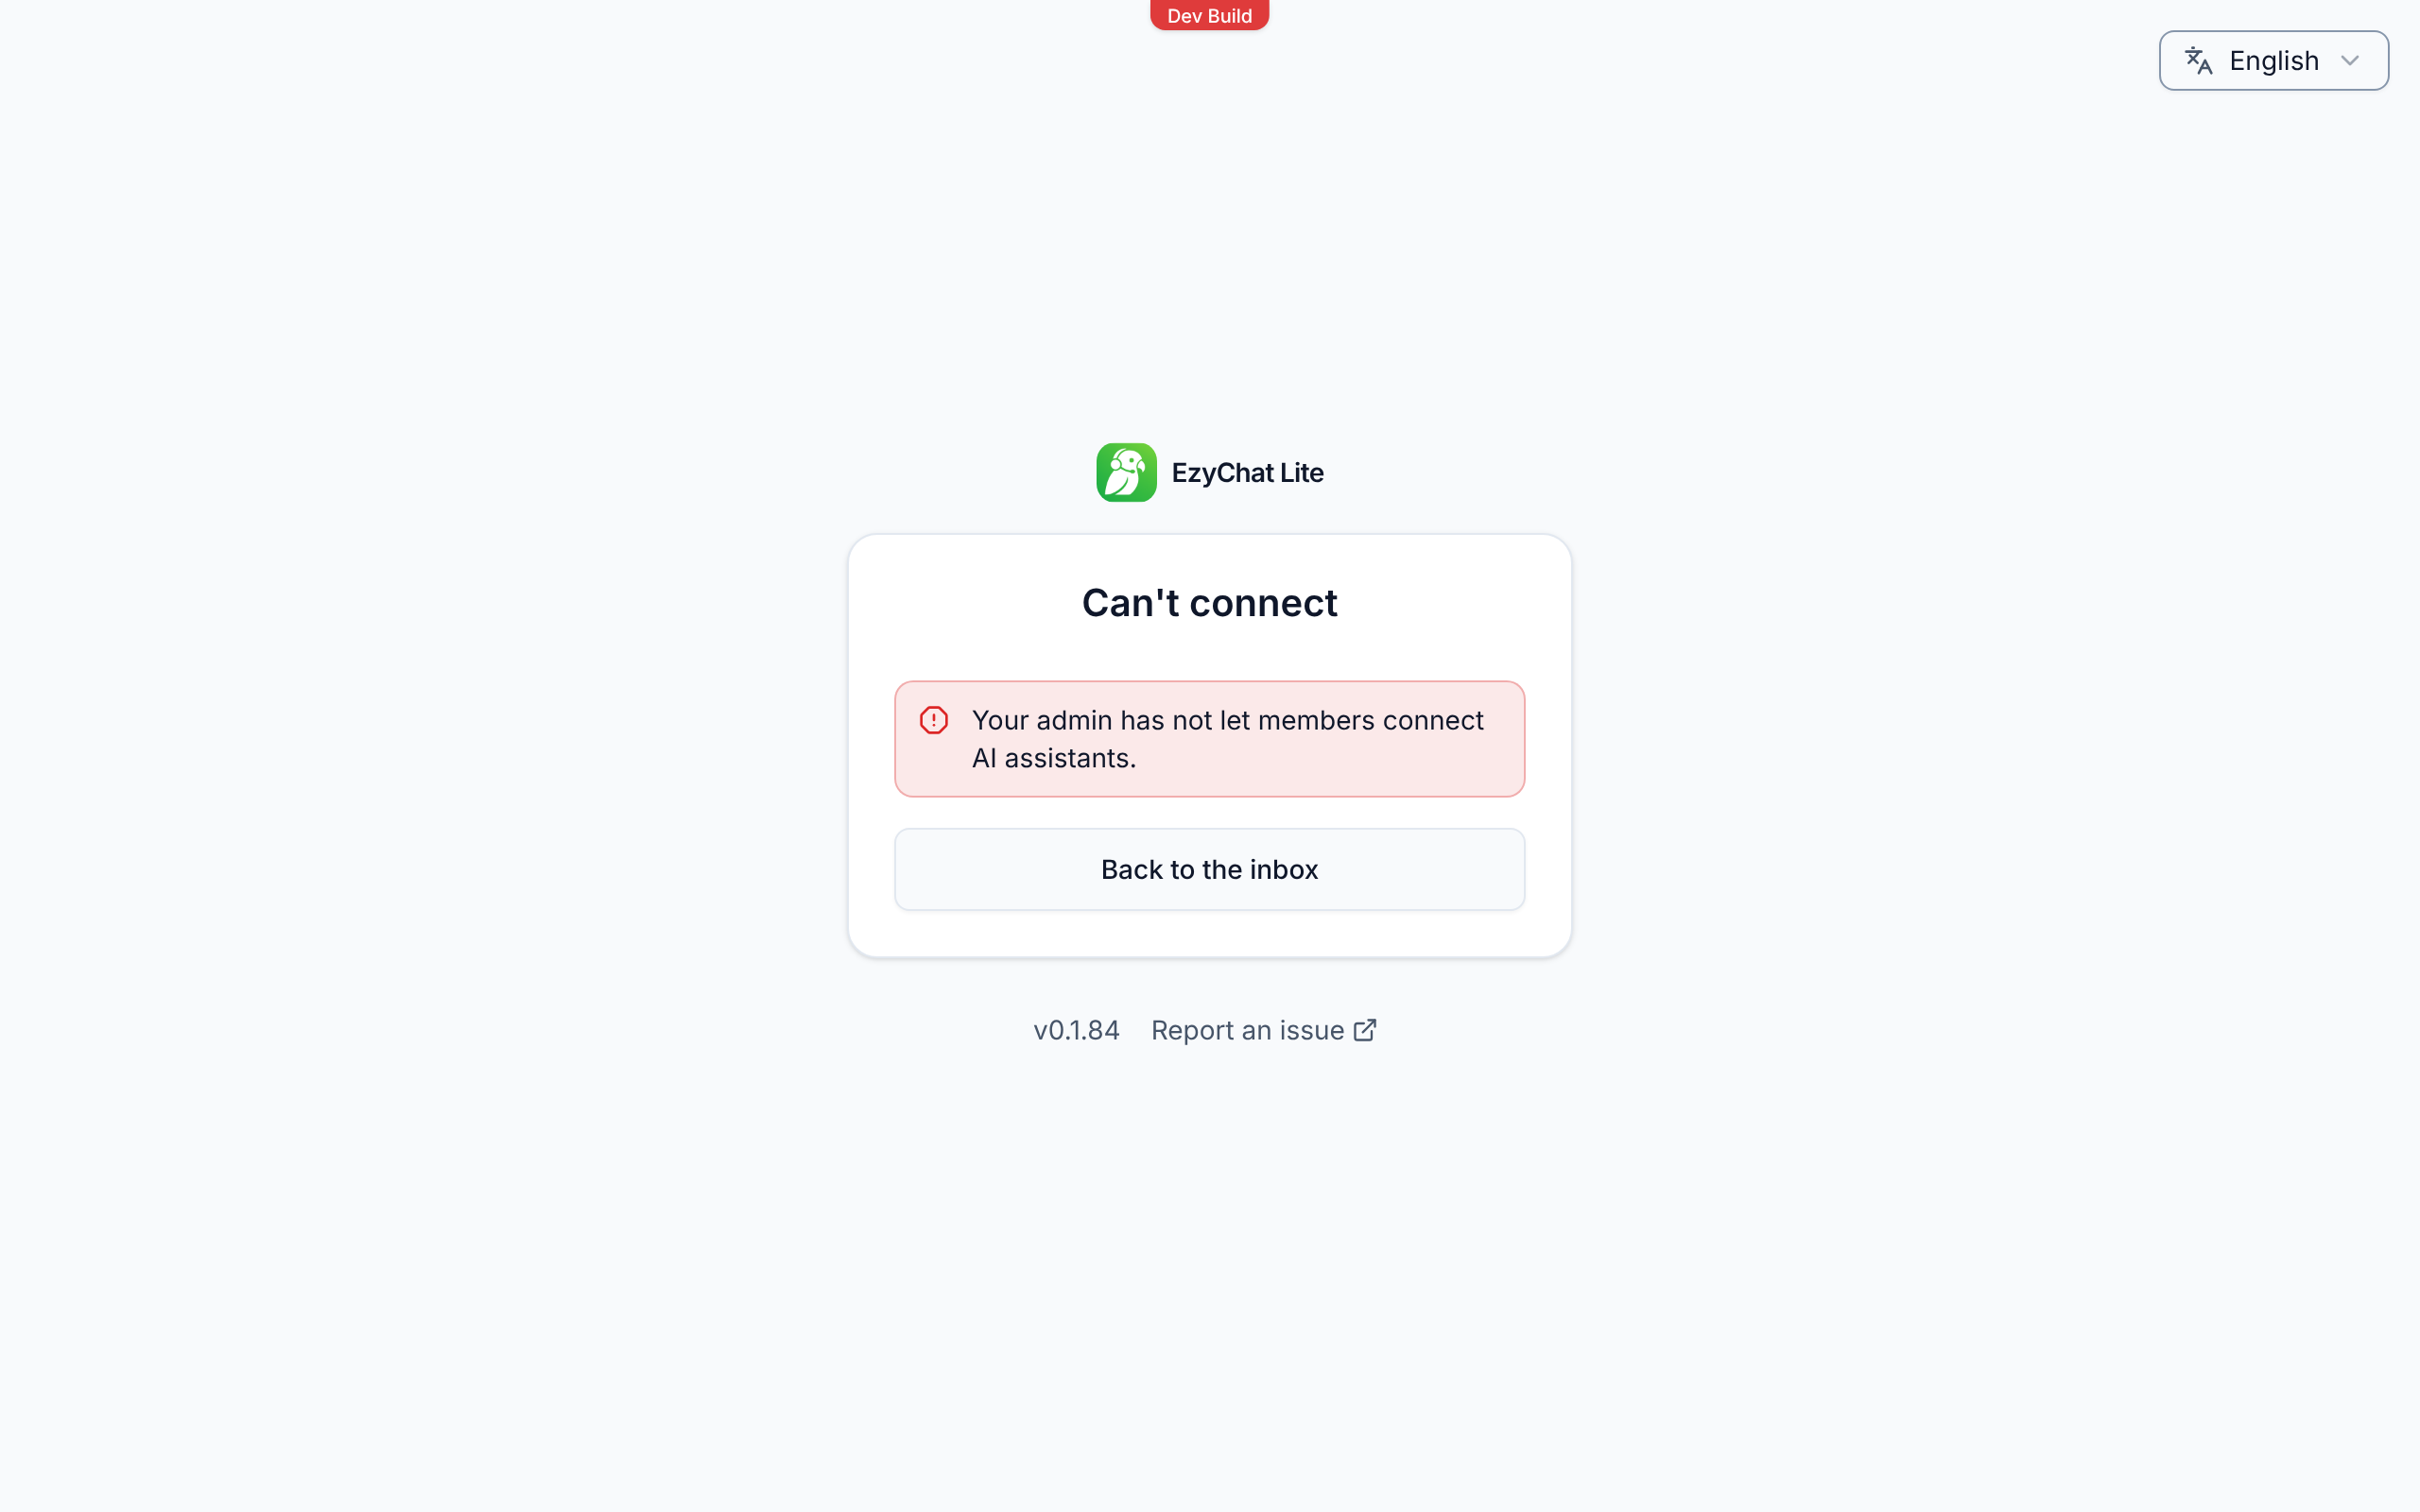 Dev Build
English
EzyChat Lite
Can't connect
Your admin has not let members connect
AI assistants.
Back to the inbox
v0.1.84 Report an issue